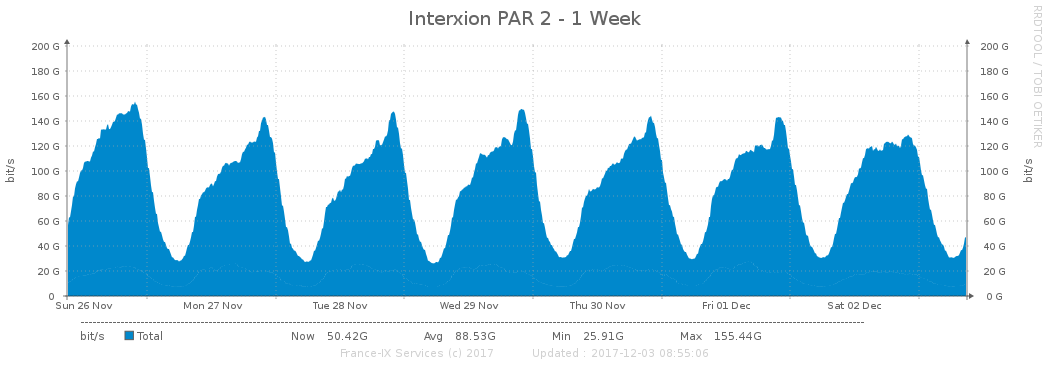 Interxion PAR 2 - 1 Week
RRDTOOL / TOBI OETIKER
bit/s
bit/s
200 G 200 G
180 G 180 G
160 G 160 G
140 G 140 G
120 G 120 G
100 G 100 G
80 G 80 G
60 G 60 G
40 G 40 G
20 G 20 G
0 0 G
Sun 26 Nov Mon 27 Nov Tue 28 Nov Wed 29 Nov Thu 30 Nov Fri 01 Dec Sat 02 Dec
bit/s Total Now 50.42G Avg 88.53G Min 25.91G Max 155.44G
France-IX Services (c) 2017 Updated : 2017-12-03 08:55:06